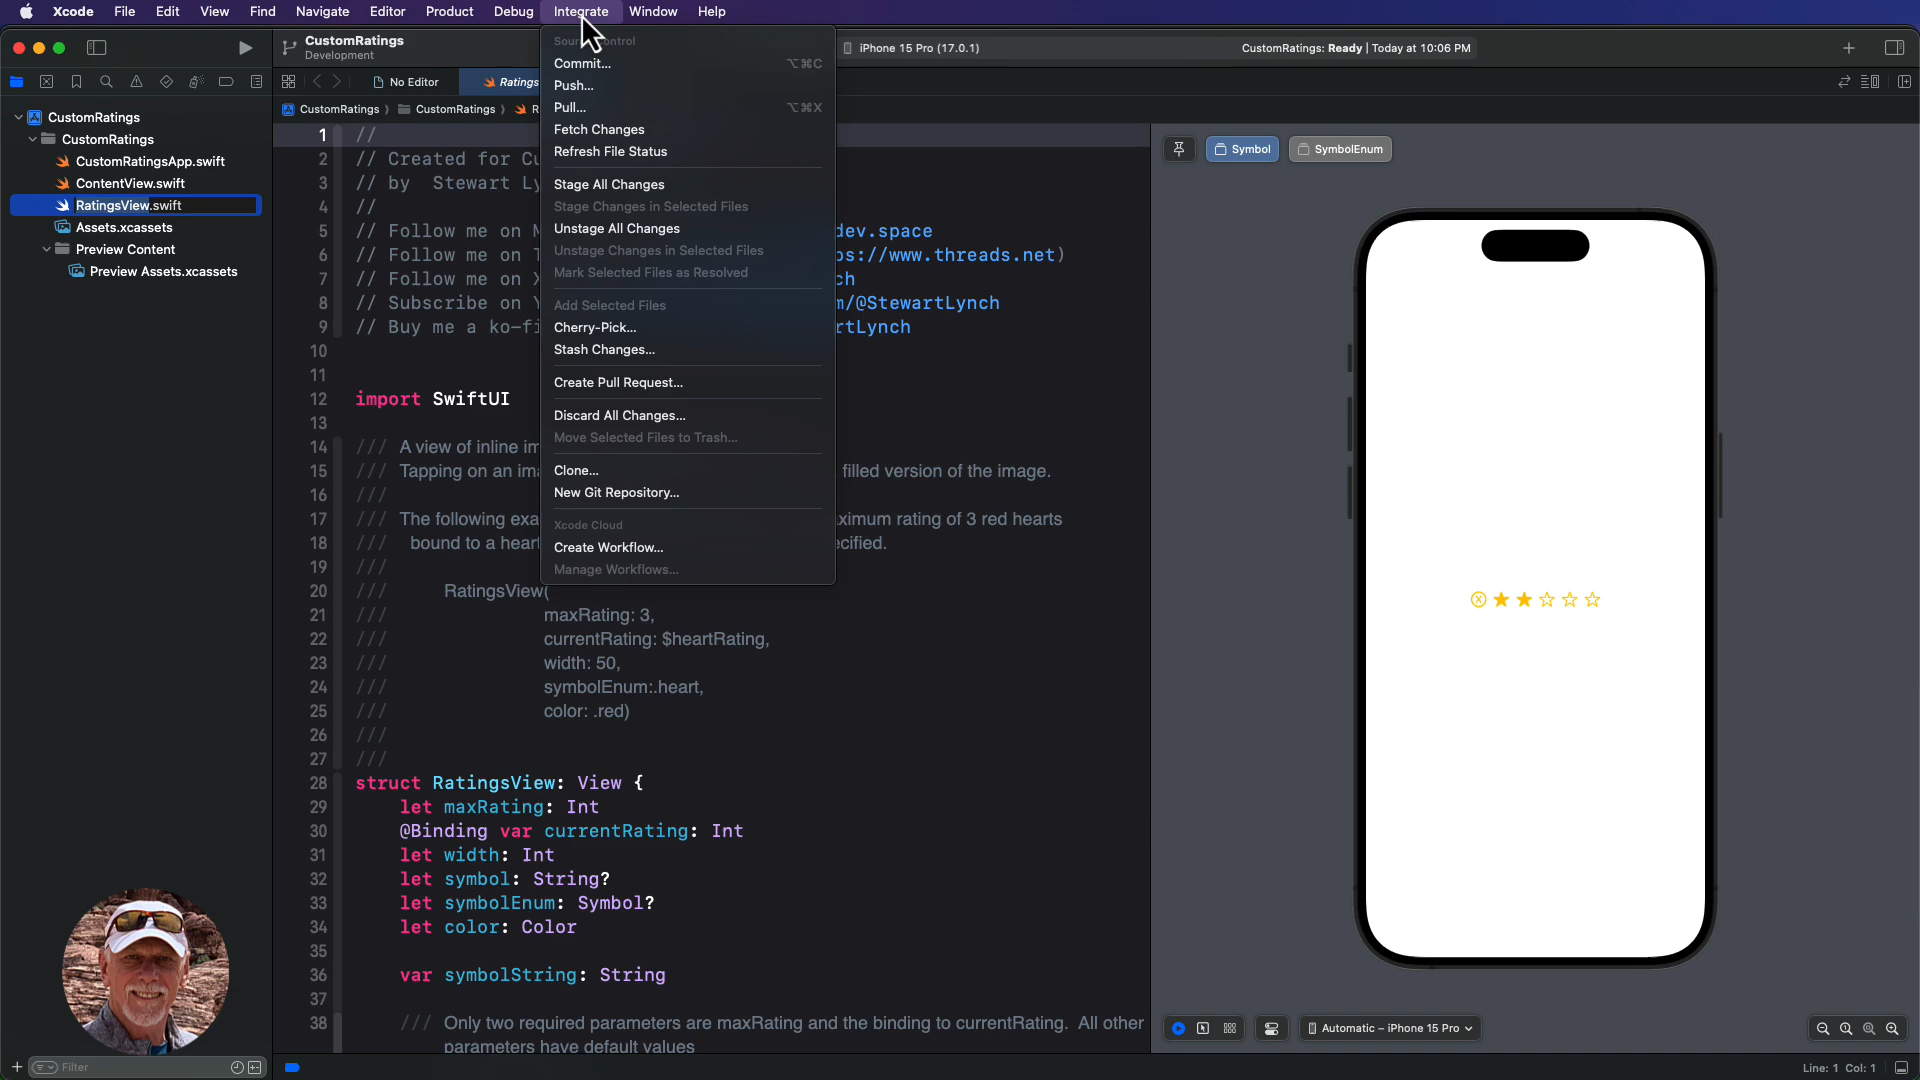 Xcode File Edit View Find Navigate Editor Product Debug Integrate Window Help
CustomRatings
Development
iPhone 15 Pro (17.0.1)
CustomRatings: Ready | Today at 10:06 PM
No Editor
Ratings
CustomRatings
CustomRatings
R
CustomRatings
CustomRatings
CustomRatingsApp.swift
ContentView.swift
RatingsView.swift
Assets.xcassets
Preview Content
Preview Assets.xcassets
Filter
Commit... ⌥⌘C
Push...
Pull... ⌥⌘X
Fetch Changes
Refresh File Status
Stage All Changes
Stage Changes in Selected Files
Unstage All Changes
Unstage Changes in Selected Files
Mark Selected Files as Resolved
Add Selected Files
Cherry-Pick...
Stash Changes...
Create Pull Request...
Discard All Changes...
Move Selected Files to Trash...
Clone...
New Git Repository...
Xcode Cloud
Create Workflow...
Manage Workflows...
1 //
2 // Created for Cu
3 // by Stewart Ly
4 //
5 // Follow me on M dev.space
6 // Follow me on T ps://www.threads.net)
7 // Follow me on X ch
8 // Subscribe on Y m/@StewartLynch
9 // Buy me a ko-fi rtLynch
10
11
12 import SwiftUI
13
14 /// A view of inline im
15 /// Tapping on an ima filled version of the image.
16 ///
17 /// The following exa ximum rating of 3 red hearts
18 /// bound to a heart ecified.
19 ///
20 /// RatingsView(
21 /// maxRating: 3,
22 /// currentRating: $heartRating,
23 /// width: 50,
24 /// symbolEnum:.heart,
25 /// color: .red)
26 ///
27 ///
28 struct RatingsView: View {
29 let maxRating: Int
30 @Binding var currentRating: Int
31 let width: Int
32 let symbol: String?
33 let symbolEnum: Symbol?
34 let color: Color
35
36 var symbolString: String
37
38 /// Only two required parameters are maxRating and the binding to currentRating. All other
parameters have default values
Symbol
SymbolEnum
Automatic – iPhone 15 Pro
Line: 1 Col: 1